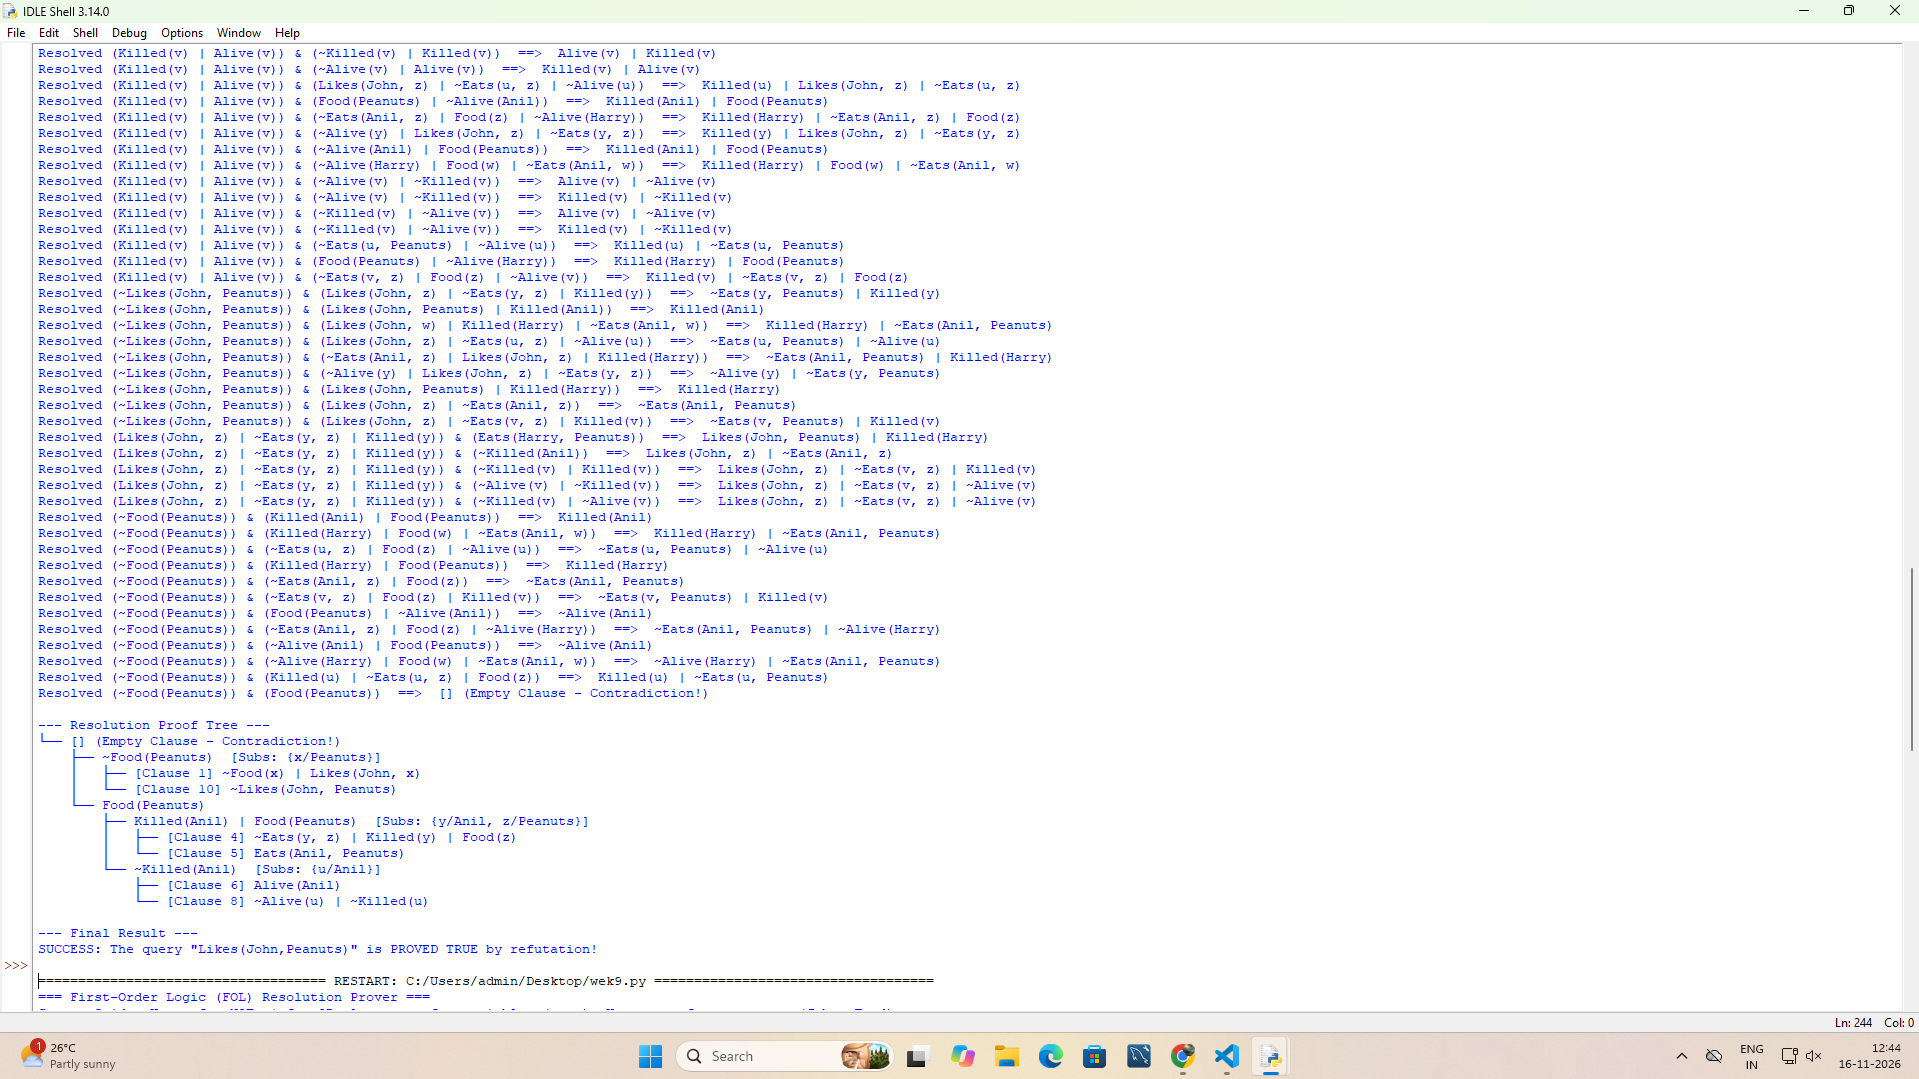 IDLE Shell 3.14.0
File Edit Shell Debug Options Window Help
Resolved (Killed(v) | Alive(v)) & (~Killed(v) | Killed(v))  ==>  Alive(v) | Killed(v)
Resolved (Killed(v) | Alive(v)) & (~Alive(v) | Alive(v))  ==>  Killed(v) | Alive(v)
Resolved (Killed(v) | Alive(v)) & (Likes(John, z) | ~Eats(u, z) | ~Alive(u))  ==>  Killed(u) | Likes(John, z) | ~Eats(u, z)
Resolved (Killed(v) | Alive(v)) & (Food(Peanuts) | ~Alive(Anil))  ==>  Killed(Anil) | Food(Peanuts)
Resolved (Killed(v) | Alive(v)) & (~Eats(Anil, z) | Food(z) | ~Alive(Harry))  ==>  Killed(Harry) | ~Eats(Anil, z) | Food(z)
Resolved (Killed(v) | Alive(v)) & (~Alive(y) | Likes(John, z) | ~Eats(y, z))  ==>  Killed(y) | Likes(John, z) | ~Eats(y, z)
Resolved (Killed(v) | Alive(v)) & (~Alive(Anil) | Food(Peanuts))  ==>  Killed(Anil) | Food(Peanuts)
Resolved (Killed(v) | Alive(v)) & (~Alive(Harry) | Food(w) | ~Eats(Anil, w))  ==>  Killed(Harry) | Food(w) | ~Eats(Anil, w)
Resolved (Killed(v) | Alive(v)) & (~Alive(v) | ~Killed(v))  ==>  Alive(v) | ~Alive(v)
Resolved (Killed(v) | Alive(v)) & (~Alive(v) | ~Killed(v))  ==>  Killed(v) | ~Killed(v)
Resolved (Killed(v) | Alive(v)) & (~Killed(v) | ~Alive(v))  ==>  Alive(v) | ~Alive(v)
Resolved (Killed(v) | Alive(v)) & (~Killed(v) | ~Alive(v))  ==>  Killed(v) | ~Killed(v)
Resolved (Killed(v) | Alive(v)) & (~Eats(u, Peanuts) | ~Alive(u))  ==>  Killed(u) | ~Eats(u, Peanuts)
Resolved (Killed(v) | Alive(v)) & (Food(Peanuts) | ~Alive(Harry))  ==>  Killed(Harry) | Food(Peanuts)
Resolved (Killed(v) | Alive(v)) & (~Eats(v, z) | Food(z) | ~Alive(v))  ==>  Killed(v) | ~Eats(v, z) | Food(z)
Resolved (~Likes(John, Peanuts)) & (Likes(John, z) | ~Eats(y, z) | Killed(y))  ==>  ~Eats(y, Peanuts) | Killed(y)
Resolved (~Likes(John, Peanuts)) & (Likes(John, Peanuts) | Killed(Anil))  ==>  Killed(Anil)
Resolved (~Likes(John, Peanuts)) & (Likes(John, w) | Killed(Harry) | ~Eats(Anil, w))  ==>  Killed(Harry) | ~Eats(Anil, Peanuts)
Resolved (~Likes(John, Peanuts)) & (Likes(John, z) | ~Eats(u, z) | ~Alive(u))  ==>  ~Eats(u, Peanuts) | ~Alive(u)
Resolved (~Likes(John, Peanuts)) & (~Eats(Anil, z) | Likes(John, z) | Killed(Harry))  ==>  ~Eats(Anil, Peanuts) | Killed(Harry)
Resolved (~Likes(John, Peanuts)) & (~Alive(y) | Likes(John, z) | ~Eats(y, z))  ==>  ~Alive(y) | ~Eats(y, Peanuts)
Resolved (~Likes(John, Peanuts)) & (Likes(John, Peanuts) | Killed(Harry))  ==>  Killed(Harry)
Resolved (~Likes(John, Peanuts)) & (Likes(John, z) | ~Eats(Anil, z))  ==>  ~Eats(Anil, Peanuts)
Resolved (~Likes(John, Peanuts)) & (Likes(John, z) | ~Eats(v, z) | Killed(v))  ==>  ~Eats(v, Peanuts) | Killed(v)
Resolved (Likes(John, z) | ~Eats(y, z) | Killed(y)) & (Eats(Harry, Peanuts))  ==>  Likes(John, Peanuts) | Killed(Harry)
Resolved (Likes(John, z) | ~Eats(y, z) | Killed(y)) & (~Killed(Anil))  ==>  Likes(John, z) | ~Eats(Anil, z)
Resolved (Likes(John, z) | ~Eats(y, z) | Killed(y)) & (~Killed(v) | Killed(v))  ==>  Likes(John, z) | ~Eats(v, z) | Killed(v)
Resolved (Likes(John, z) | ~Eats(y, z) | Killed(y)) & (~Alive(v) | ~Killed(v))  ==>  Likes(John, z) | ~Eats(v, z) | ~Alive(v)
Resolved (Likes(John, z) | ~Eats(y, z) | Killed(y)) & (~Killed(v) | ~Alive(v))  ==>  Likes(John, z) | ~Eats(v, z) | ~Alive(v)
Resolved (~Food(Peanuts)) & (Killed(Anil) | Food(Peanuts))  ==>  Killed(Anil)
Resolved (~Food(Peanuts)) & (Killed(Harry) | Food(w) | ~Eats(Anil, w))  ==>  Killed(Harry) | ~Eats(Anil, Peanuts)
Resolved (~Food(Peanuts)) & (~Eats(u, z) | Food(z) | ~Alive(u))  ==>  ~Eats(u, Peanuts) | ~Alive(u)
Resolved (~Food(Peanuts)) & (Killed(Harry) | Food(Peanuts))  ==>  Killed(Harry)
Resolved (~Food(Peanuts)) & (~Eats(Anil, z) | Food(z))  ==>  ~Eats(Anil, Peanuts)
Resolved (~Food(Peanuts)) & (~Eats(v, z) | Food(z) | Killed(v))  ==>  ~Eats(v, Peanuts) | Killed(v)
Resolved (~Food(Peanuts)) & (Food(Peanuts) | ~Alive(Anil))  ==>  ~Alive(Anil)
Resolved (~Food(Peanuts)) & (~Eats(Anil, z) | Food(z) | ~Alive(Harry))  ==>  ~Eats(Anil, Peanuts) | ~Alive(Harry)
Resolved (~Food(Peanuts)) & (~Alive(Anil) | Food(Peanuts))  ==>  ~Alive(Anil)
Resolved (~Food(Peanuts)) & (~Alive(Harry) | Food(w) | ~Eats(Anil, w))  ==>  ~Alive(Harry) | ~Eats(Anil, Peanuts)
Resolved (~Food(Peanuts)) & (Killed(u) | ~Eats(u, z) | Food(z))  ==>  Killed(u) | ~Eats(u, Peanuts)
Resolved (~Food(Peanuts)) & (Food(Peanuts))  ==>  [] (Empty Clause – Contradiction!)
--- Resolution Proof Tree ---
└── [] (Empty Clause – Contradiction!)
    ├── ~Food(Peanuts)  [Subs: {x/Peanuts}]
    │   ├── [Clause 1] ~Food(x) | Likes(John, x)
    │   └── [Clause 10] ~Likes(John, Peanuts)
    └── Food(Peanuts)
        ├── Killed(Anil) | Food(Peanuts)  [Subs: {y/Anil, z/Peanuts}]
        │   ├── [Clause 4] ~Eats(y, z) | Killed(y) | Food(z)
        │   └── [Clause 5] Eats(Anil, Peanuts)
        └── ~Killed(Anil)  [Subs: {u/Anil}]
            ├── [Clause 6] Alive(Anil)
            └── [Clause 8] ~Alive(u) | ~Killed(u)
--- Final Result ---
SUCCESS: The query "Likes(John,Peanuts)" is PROVED TRUE by refutation!
>>>
==================================== RESTART: C:/Users/admin/Desktop/wek9.py ===================================
=== First-Order Logic (FOL) Resolution Prover ===
Ln: 244 Col: 0
1
26°C
Partly sunny
Search
ENG
IN
12:44
16-11-2026